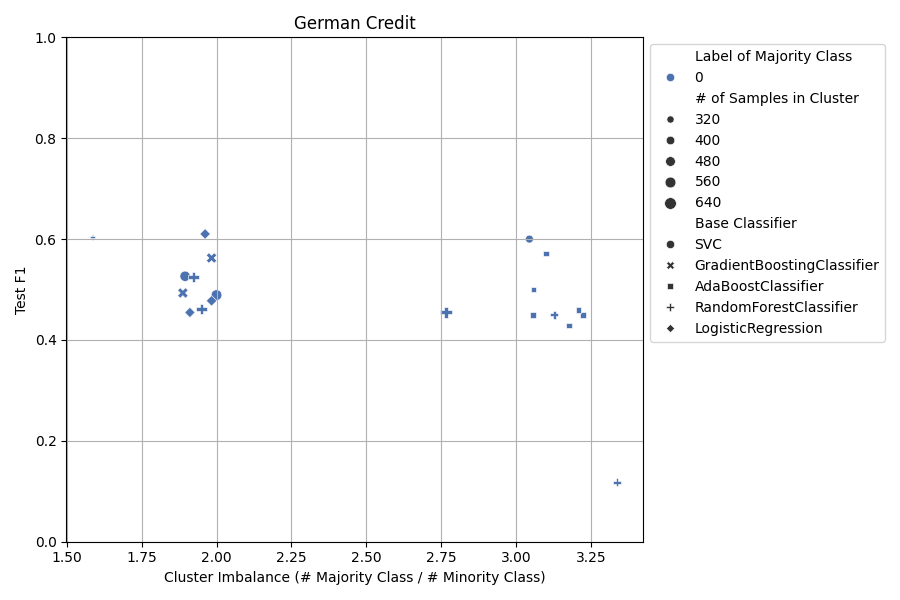 German Credit
Test F1
1.0
0.8
0.6
0.4
0.2
0.0
1.50 1.75 2.00 2.25 2.50 2.75 3.00 3.25
Cluster Imbalance (# Majority Class / # Minority Class)
Label of Majority Class
0
# of Samples in Cluster
320
400
480
560
640
Base Classifier
SVC
GradientBoostingClassifier
AdaBoostClassifier
RandomForestClassifier
LogisticRegression